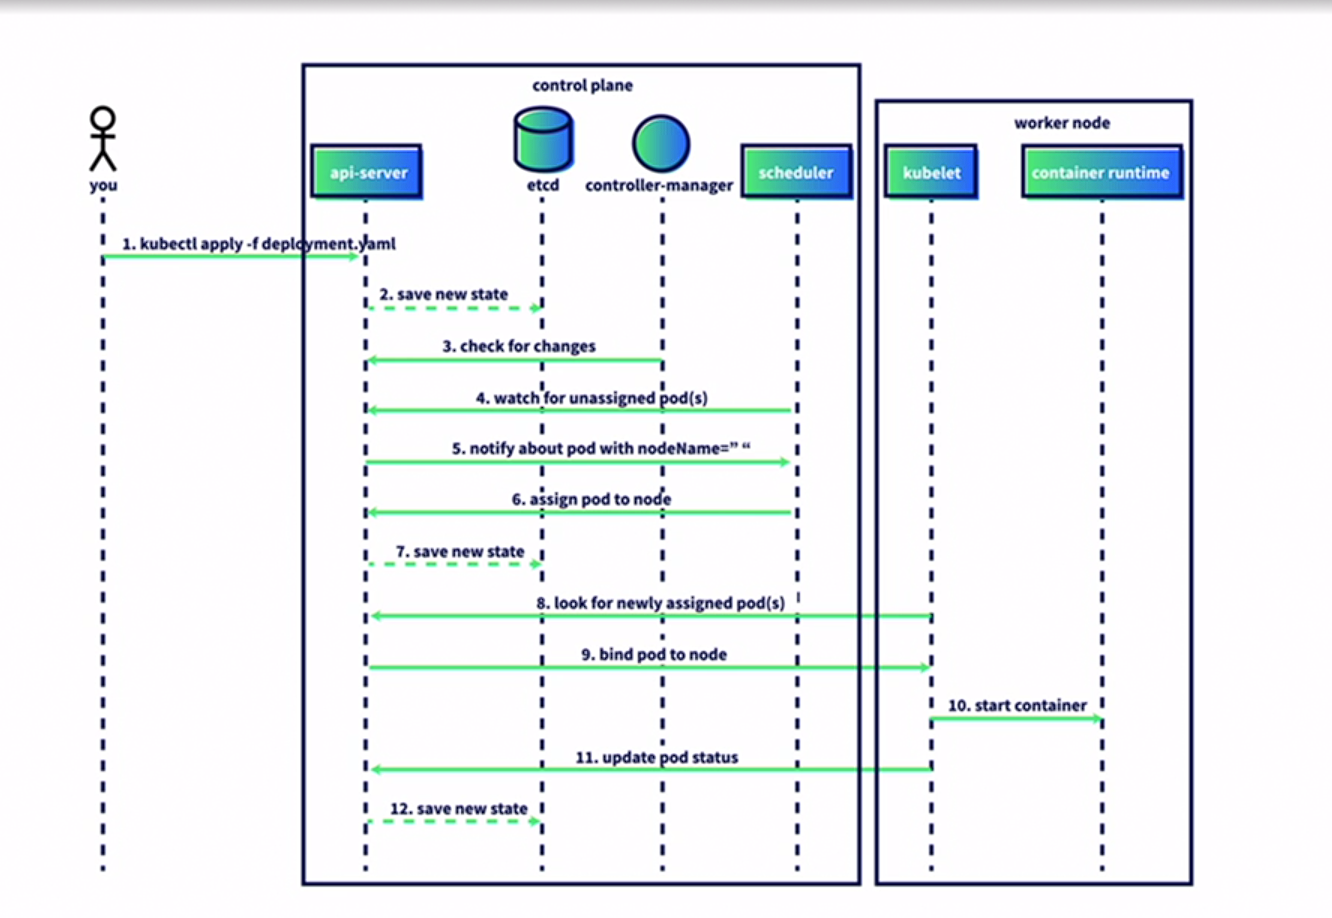 control plane
worker node
you
api-server
etcd
controller-manager
scheduler
kubelet
container runtime
1. kubectl apply -f deployment.yaml
2. save new state
3. check for changes
4. watch for unassigned pod(s)
5. notify about pod with nodeName=” “
6. assign pod to node
7. save new state
8. look for newly assigned pod(s)
9. bind pod to node
10. start container
11. update pod status
12. save new state